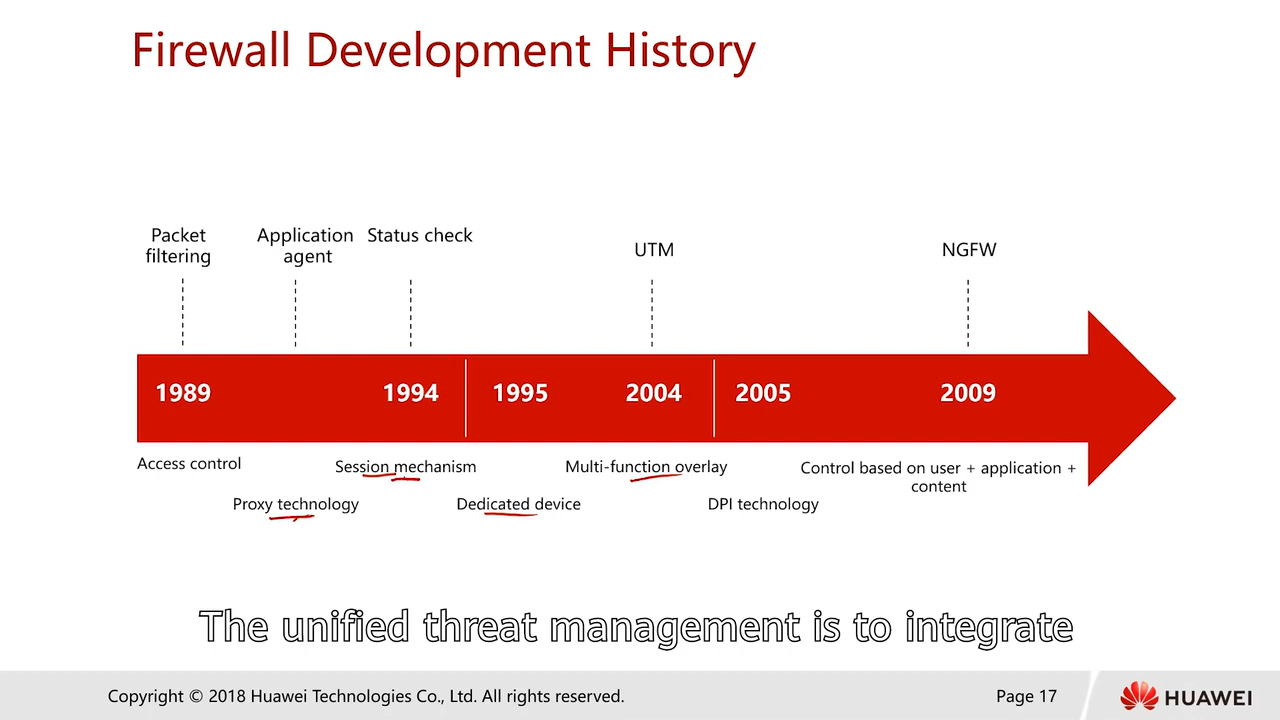 Firewall Development History
Packet
filtering
Application
agent
Status check
UTM
NGFW
1989
1994
1995
2004
2005
2009
Access control
Session mechanism
Multi-function overlay
Control based on user + application +
content
Proxy technology
Dedicated device
DPI technology
The unified threat management is to integrate
Copyright © 2018 Huawei Technologies Co., Ltd. All rights reserved.
Page 17
HUAWEI